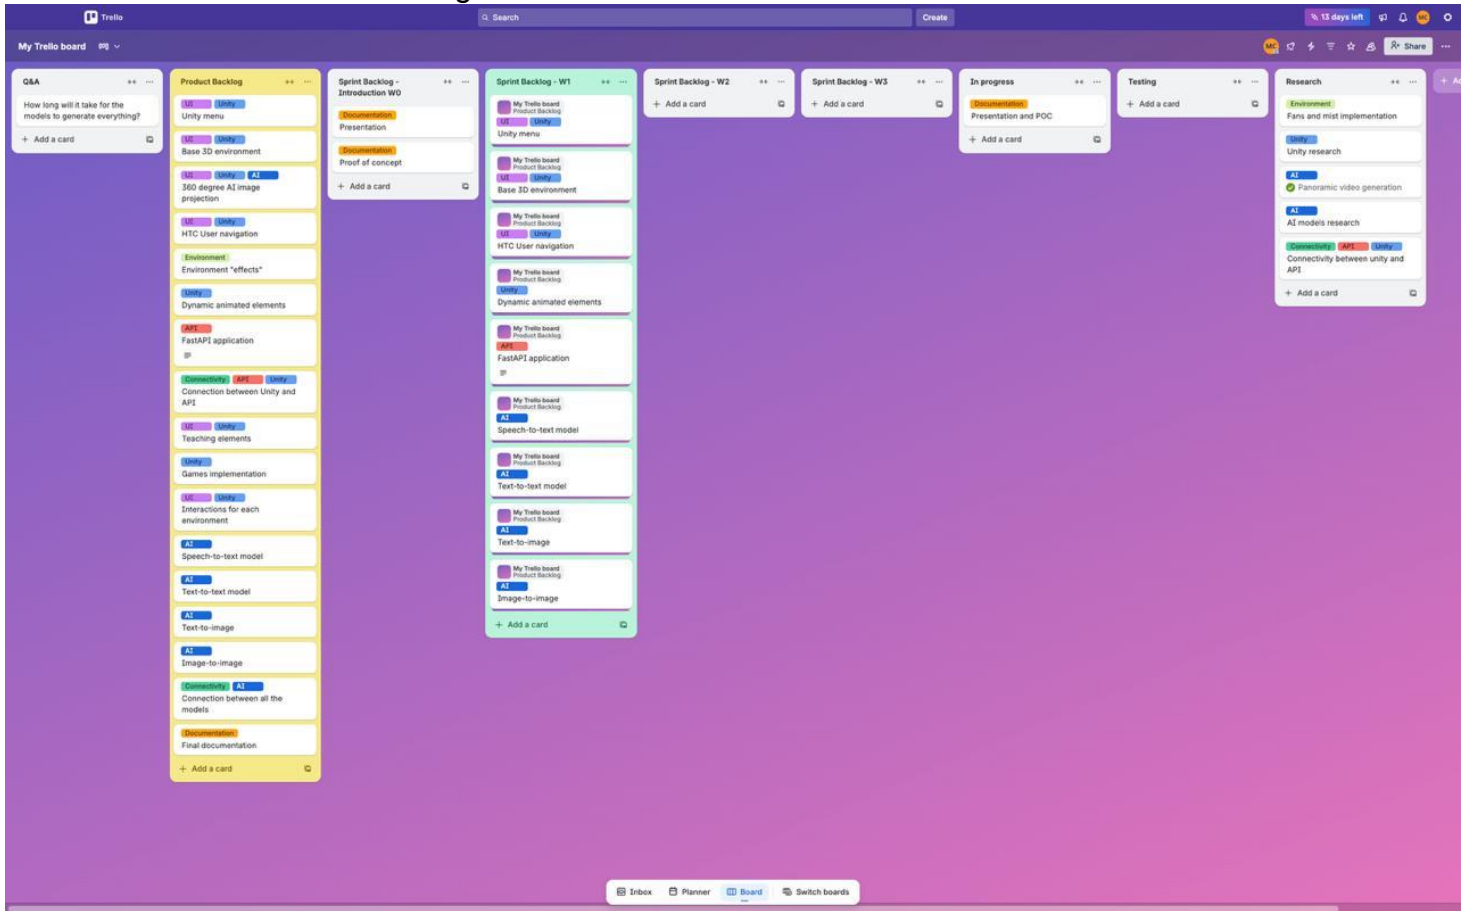 Trello
Search
Create
13 days left
MC
My Trello board
MC
Share
Q&A
How long will it take for the
models to generate everything?
+ Add a card
Product Backlog
UI Unity
Unity menu
UI Unity
Base 3D environment
UI Unity AI
360 degree AI image
projection
UI Unity
HTC User navigation
Environment
Environment "effects"
Unity
Dynamic animated elements
API
FastAPI application
Connectivity API Unity
Connection between Unity and
API
UI Unity
Teaching elements
Unity
Games implementation
UI Unity
Interactions for each
environment
AI
Speech-to-text model
AI
Text-to-text model
AI
Text-to-image
AI
Image-to-image
Connectivity AI
Connection between all the
models
Documentation
Final documentation
+ Add a card
Sprint Backlog -
Introduction W0
Documentation
Presentation
Documentation
Proof of concept
+ Add a card
Sprint Backlog - W1
My Trello board
Product Backlog
UI Unity
Unity menu
My Trello board
Product Backlog
UI Unity
Base 3D environment
My Trello board
Product Backlog
UI Unity
HTC User navigation
My Trello board
Product Backlog
Unity
Dynamic animated elements
My Trello board
Product Backlog
API
FastAPI application
My Trello board
Product Backlog
AI
Speech-to-text model
My Trello board
Product Backlog
AI
Text-to-text model
My Trello board
Product Backlog
AI
Text-to-image
My Trello board
Product Backlog
AI
Image-to-image
+ Add a card
Sprint Backlog - W2
+ Add a card
Sprint Backlog - W3
+ Add a card
In progress
Documentation
Presentation and POC
+ Add a card
Testing
+ Add a card
Research
Environment
Fans and mist implementation
Unity
Unity research
AI
Panoramic video generation
AI
AI models research
Connectivity API Unity
Connectivity between unity and
API
+ Add a card
Inbox
Planner
Board
Switch boards